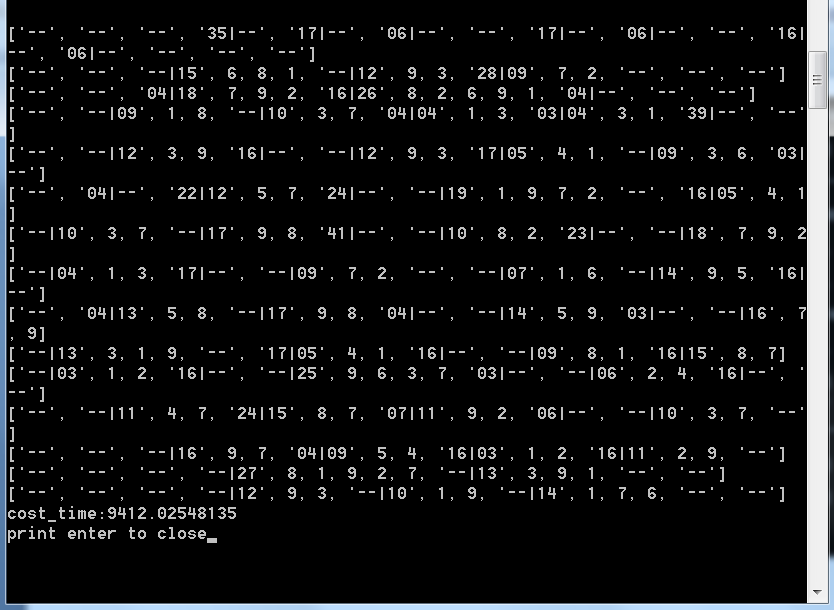 ['--', '--', '--', '35|--', '17|--', '06|--', '--', '17|--', '06|--', '--', '16|
--', '06|--', '--', '--', '--']
['--', '--', '--|15', 6, 8, 1, '--|12', 9, 3, '28|09', 7, 2, '--', '--', '--']
['--', '--', '04|18', 7, 9, 2, '16|26', 8, 2, 6, 9, 1, '04|--', '--', '--']
['--', '--|09', 1, 8, '--|10', 3, 7, '04|04', 1, 3, '03|04', 3, 1, '39|--', '--'
]
['--', '--|12', 3, 9, '16|--', '--|12', 9, 3, '17|05', 4, 1, '--|09', 3, 6, '03|
--']
['--', '04|--', '22|12', 5, 7, '24|--', '--|19', 1, 9, 7, 2, '--', '16|05', 4, 1
]
['--|10', 3, 7, '--|17', 9, 8, '41|--', '--|10', 8, 2, '23|--', '--|18', 7, 9, 2
]
['--|04', 1, 3, '17|--', '--|09', 7, 2, '--', '--|07', 1, 6, '--|14', 9, 5, '16|
--']
['--', '04|13', 5, 8, '--|17', 9, 8, '04|--', '--|14', 5, 9, '03|--', '--|16', 7
, 9]
['--|13', 3, 1, 9, '--', '17|05', 4, 1, '16|--', '--|09', 8, 1, '16|15', 8, 7]
['--|03', 1, 2, '16|--', '--|25', 9, 6, 3, 7, '03|--', '--|06', 2, 4, '16|--', '
--']
['--', '--|11', 4, 7, '24|15', 8, 7, '07|11', 9, 2, '06|--', '--|10', 3, 7, '--'
]
['--', '--', '--|16', 9, 7, '04|09', 5, 4, '16|03', 1, 2, '16|11', 2, 9, '--']
['--', '--', '--', '--|27', 8, 1, 9, 2, 7, '--|13', 3, 9, 1, '--', '--']
['--', '--', '--', '--|12', 9, 3, '--|10', 1, 9, '--|14', 1, 7, 6, '--', '--']
cost_time:9412.02548135
print enter to close_